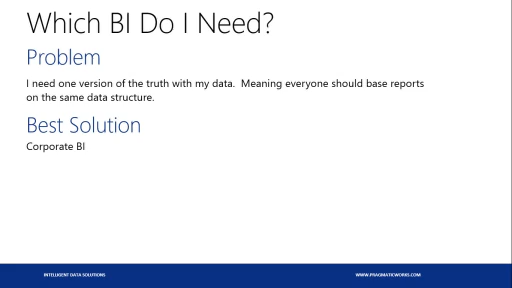 Which BI Do I Need?
Problem
I need one version of the truth with my data.  Meaning everyone should base reports
on the same data structure.
Best Solution
Corporate BI
INTELLIGENT DATA SOLUTIONS
WWW.PRAGMATICWORKS.COM